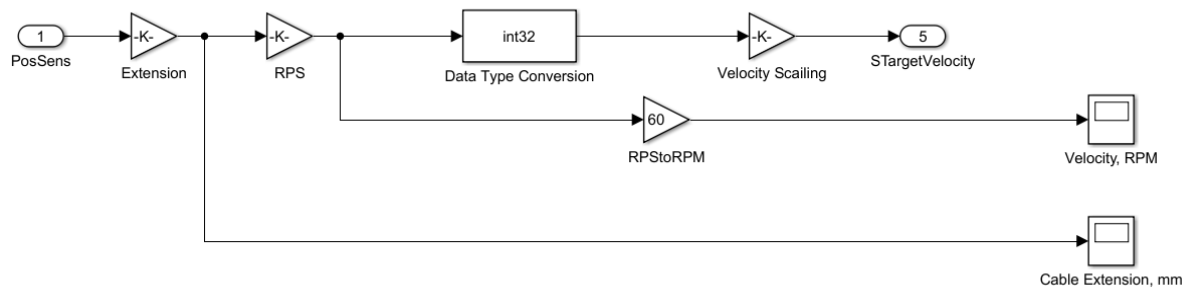 1
PosSens
-K-
Extension
-K-
RPS
int32
Data Type Conversion
-K-
Velocity Scailing
5
STargetVelocity
60
RPStoRPM
Velocity, RPM
Cable Extension, mm